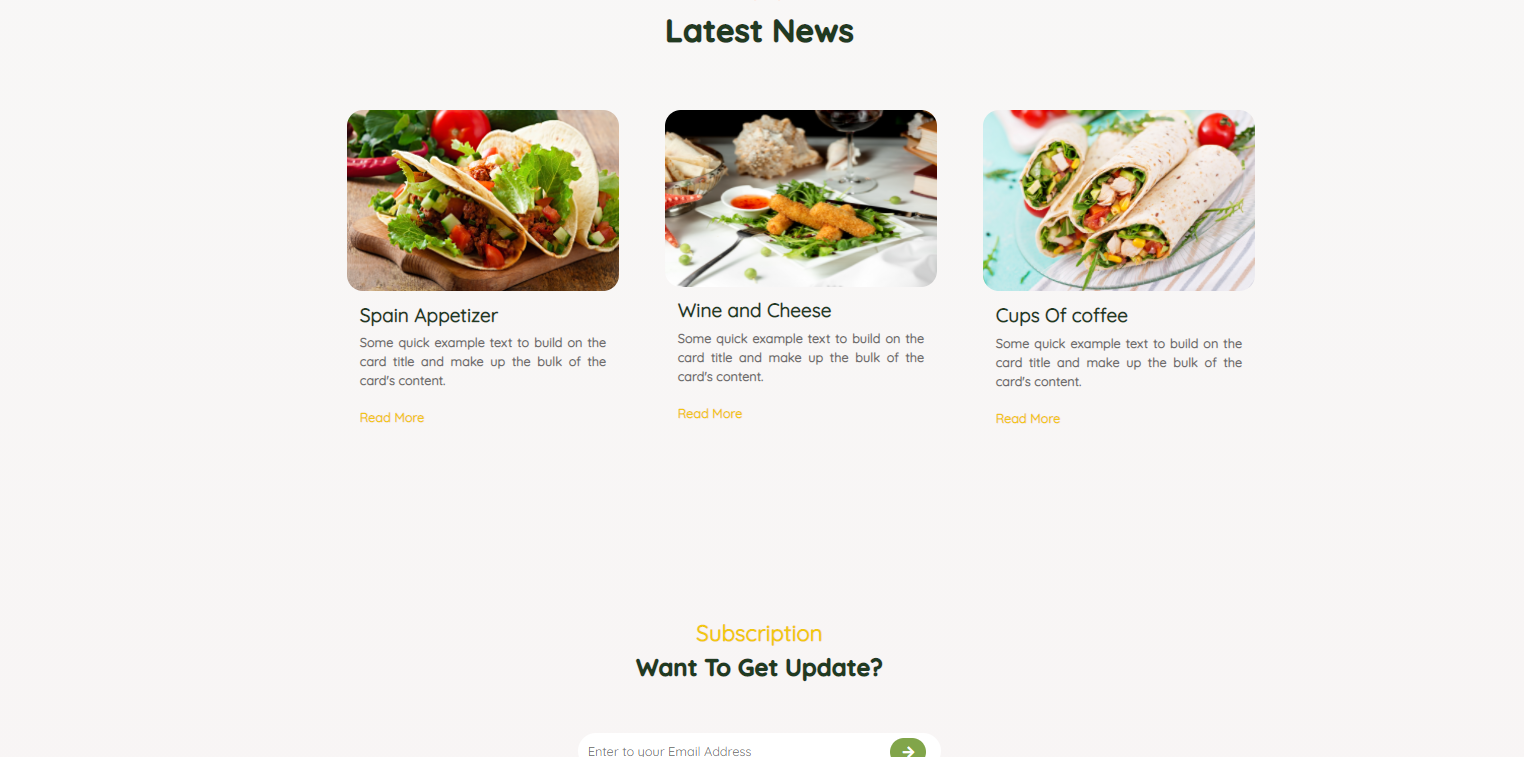 Latest News
Spain Appetizer
Some quick example text to build on the
card title and make up the bulk of the
card's content.
Read More
Wine and Cheese
Some quick example text to build on the
card title and make up the bulk of the
card's content.
Read More
Cups Of coffee
Some quick example text to build on the
card title and make up the bulk of the
card's content.
Read More
Subscription
Want To Get Update?
Enter to your Email Address